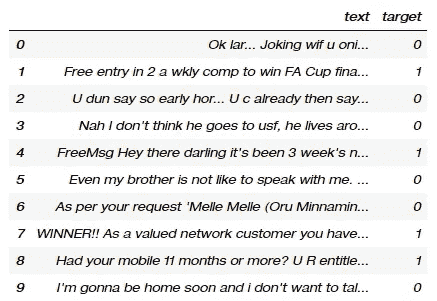 text target
0 Ok lar... Joking wif u oni... 0
1 Free entry in 2 a wkly comp to win FA Cup fina... 1
2 U dun say so early hor... U c already then say... 0
3 Nah I don't think he goes to usf, he lives aro... 0
4 FreeMsg Hey there darling it's been 3 week's n... 1
5 Even my brother is not like to speak with me. ... 0
6 As per your request 'Melle Melle (Oru Minnamin... 0
7 WINNER!! As a valued network customer you have... 1
8 Had your mobile 11 months or more? U R entitle... 1
9 I'm gonna be home soon and i don't want to tal... 0